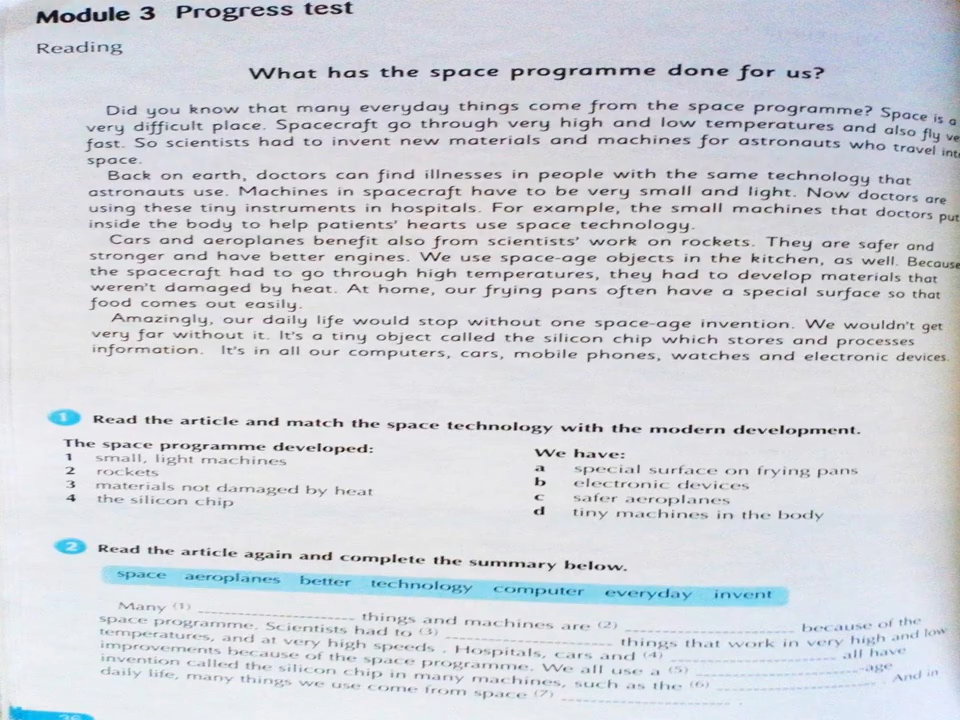 Module 3 Progress test
Reading
What has the space programme done for us?
Did you know that many everyday things come from the space programme? Space is a
very difficult place. Spacecraft go through very high and low temperatures and also fly ve
fast. So scientists had to invent new materials and machines for astronauts who travel int
space.
Back on earth, doctors can find illnesses in people with the same technology that
astronauts use. Machines in spacecraft have to be very small and light. Now doctors are
using these tiny instruments in hospitals. For example, the small machines that doctors put
inside the body to help patients' hearts use space technology.
Cars and aeroplanes benefit also from scientists' work on rockets. They are safer and
stronger and have better engines. We use space-age objects in the kitchen, as well. Because
the spacecraft had to go through high temperatures, they had to develop materials that
weren't damaged by heat. At home, our frying pans often have a special surface so that
food comes out easily.
Amazingly, our daily life would stop without one space-age invention. We wouldn't get
very far without it. It's a tiny object called the silicon chip which stores and processes
information. It's in all our computers, cars, mobile phones, watches and electronic devices.
1 Read the article and match the space technology with the modern development.
The space programme developed:
1 small, light machines
2 rockets
3 materials not damaged by heat
4 the silicon chip
We have:
a special surface on frying pans
b electronic devices
c safer aeroplanes
d tiny machines in the body
2 Read the article again and complete the summary below.
space aeroplanes better technology computer everyday invent
Many (1) ____ things and machines are (2) ____ because of the
space programme. Scientists had to (3) ____ things that work in very high and low
temperatures, and at very high speeds . Hospitals, cars and (4) ____ all have
improvements because of the space programme. We all use a (5) ____-age
invention called the silicon chip in many machines, such as the (6) ____ . And in
daily life, many things we use come from space (7) ____ .
36